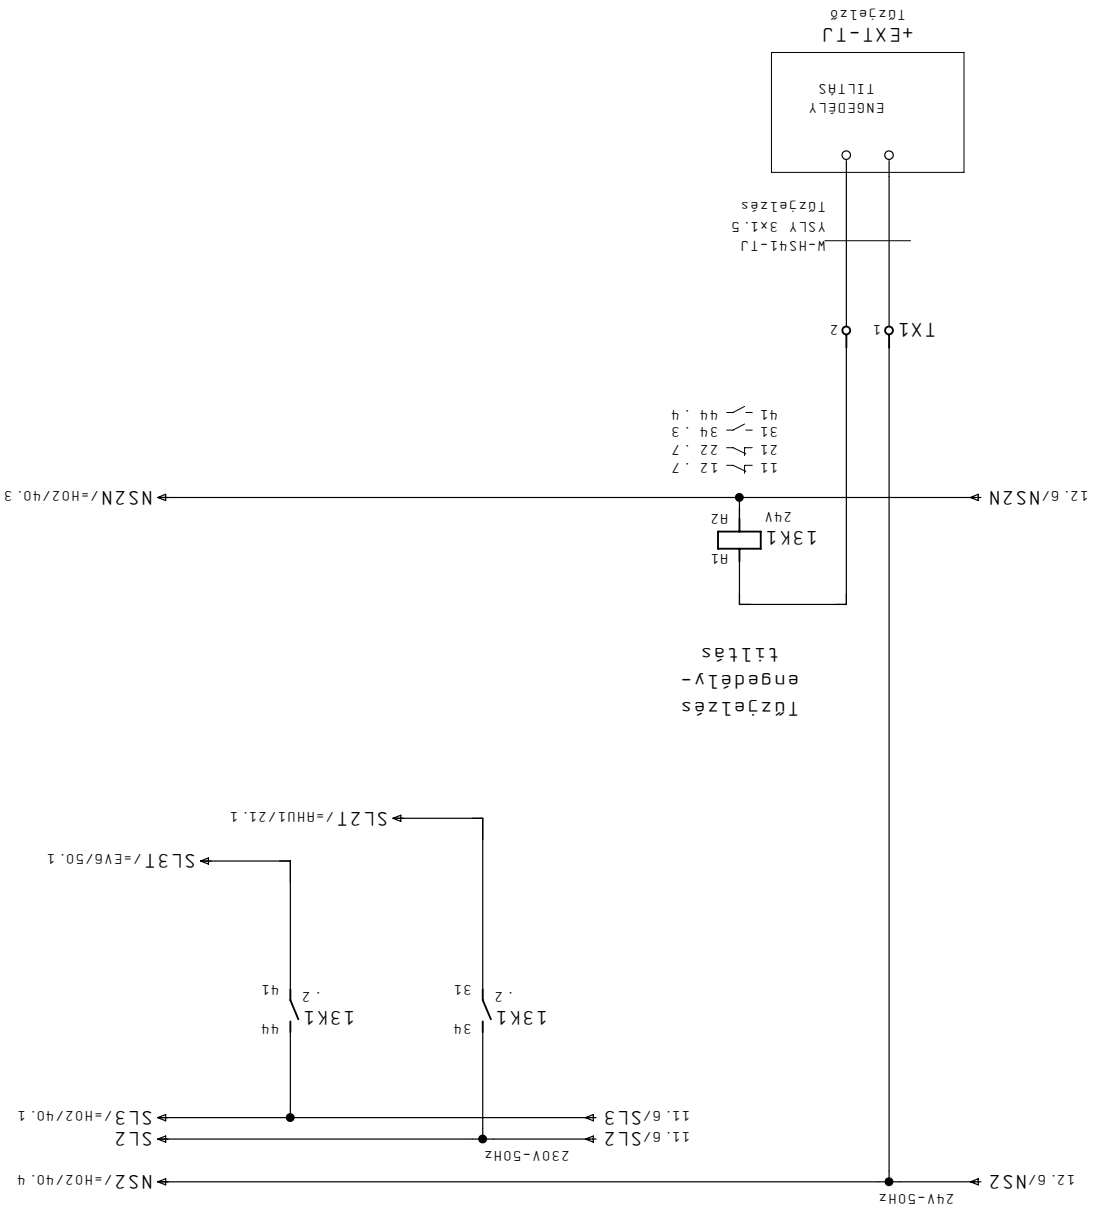 24V-50Hz
12.6/NS2
NS2/=H02/40.4
230V-50Hz
11.6/SL2
SL2
11.6/SL3
SL3/=H02/40.1
13K1
.2
34
31
13K1
.2
44
41
SL3T/=EV6/50.1
SL2T/=AHU1/21.1
Tűzjelzés
engedély-
tiltás
A1
13K1
24V
A2
12.6/NS2N
NS2N/=H02/40.3
11 12 .7
21 22 .7
31 34 .3
41 44 .4
TX1
1
2
W-HS41-TJ
YSLY 3x1.5
Tűzjelzés
ENGEDÉLY
TILTÁS
+EXT-TJ
Tűzjelző